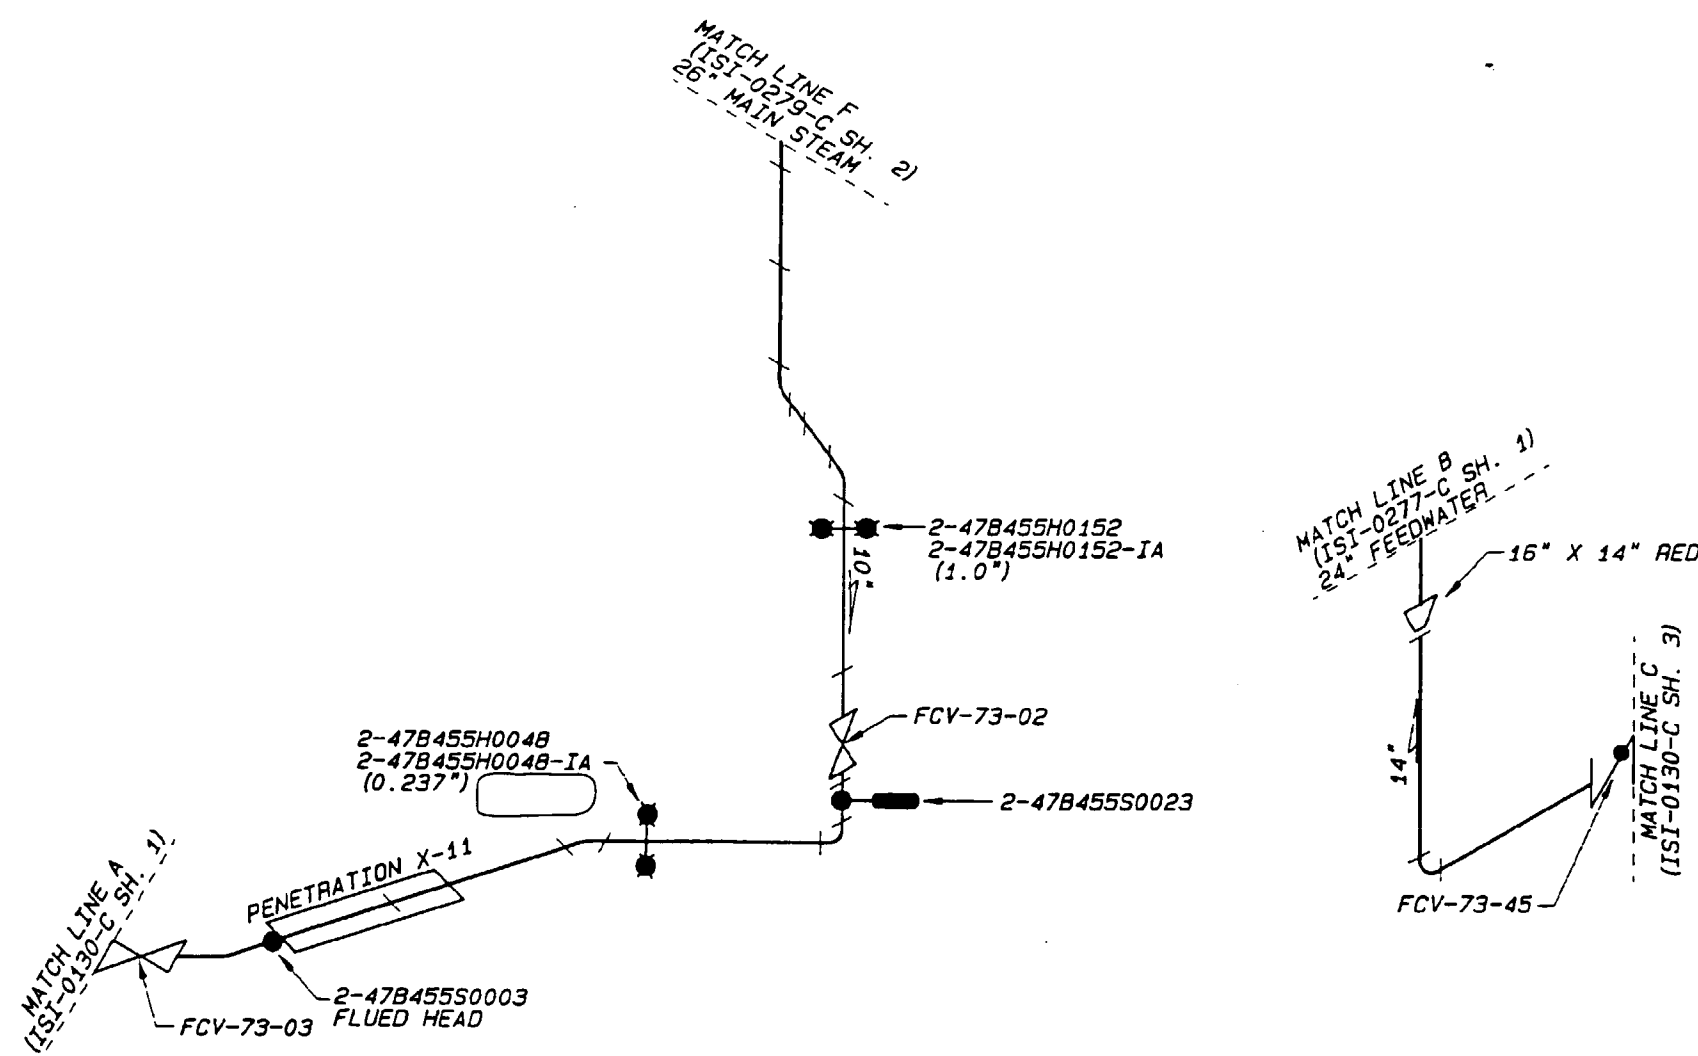 MATCH LINE F
(ISI-0279-C SH. 2)
26" MAIN STEAM
2-47B455H0152
2-47B455H0152-IA
(1.0")
10"
FCV-73-02
2-47B455H0048
2-47B455H0048-IA
(0.237")
2-47B455S0023
PENETRATION X-11
MATCH LINE A
(ISI-0130-C SH. 1)
2-47B455S0003
FLUED HEAD
FCV-73-03
MATCH LINE B
(ISI-0277-C SH. 1)
24" FEEDWATER
16" X 14" RED
14"
MATCH LINE C
(ISI-0130-C SH. 3)
FCV-73-45